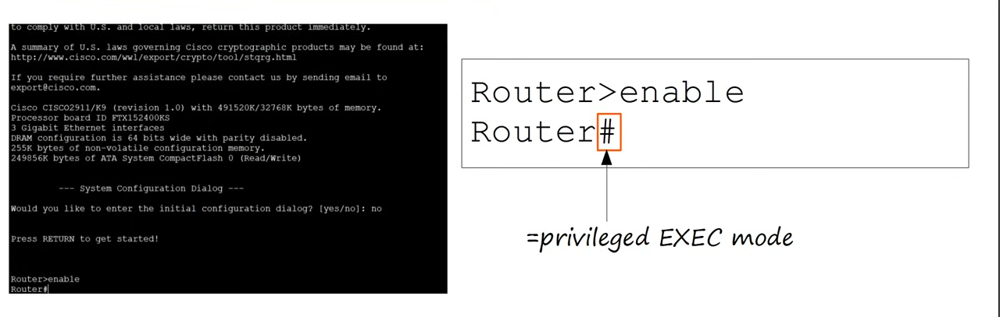 to comply with U.S. and local laws, return this product immediately.
A summary of U.S. laws governing Cisco cryptographic products may be found at:
http://www.cisco.com/wwl/export/crypto/tool/stqrg.html
If you require further assistance please contact us by sending email to
export@cisco.com.
Cisco CISCO2911/K9 (revision 1.0) with 491520K/32768K bytes of memory.
Processor board ID FTX152400KS
3 Gigabit Ethernet interfaces
DRAM configuration is 64 bits wide with parity disabled.
255K bytes of non-volatile configuration memory.
249856K bytes of ATA System CompactFlash 0 (Read/Write)
--- System Configuration Dialog ---
Would you like to enter the initial configuration dialog? [yes/no]: no
Press RETURN to get started!
Router>enable
Router#
Router>enable
Router#
=privileged EXEC mode